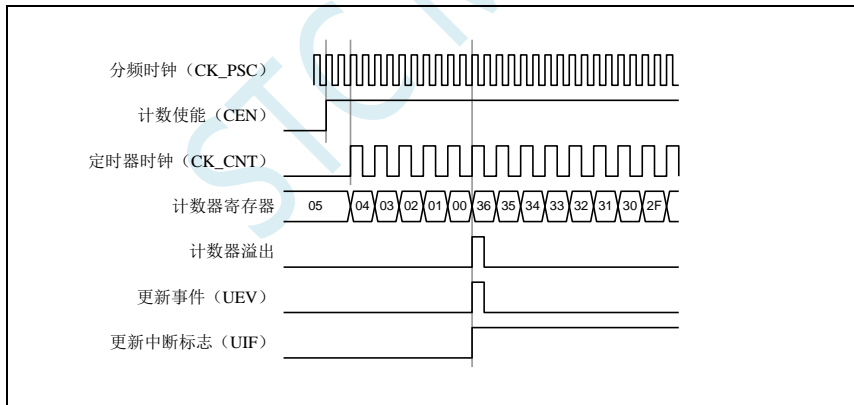 STC M
分频时钟（CK_PSC）
计数使能（CEN）
定时器时钟（CK_CNT）
计数器寄存器 05 04 03 02 01 00 36 35 34 33 32 31 30 2F
计数器溢出
更新事件（UEV）
更新中断标志（UIF）